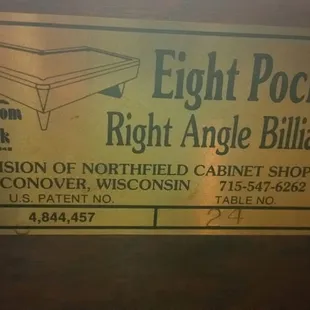 Eight Pock
Right Angle Billia
ISION OF NORTHFIELD CABINET SHOP
CONOVER, WISCONSIN 715-547-6262
U.S. PATENT NO. TABLE NO.
4,844,457 24